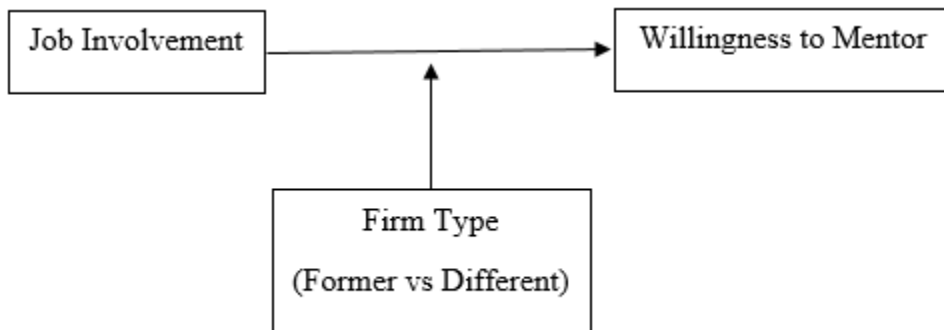 Job Involvement
Willingness to Mentor
Firm Type
(Former vs Different)